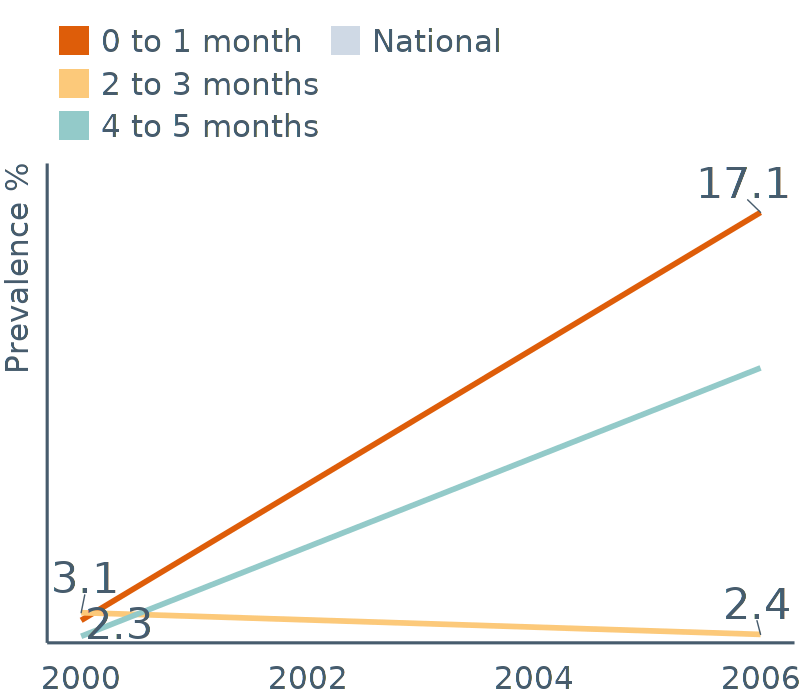 0 to 1 month
National
2 to 3 months
4 to 5 months
Prevalence %
17.1
3.1
2.3
2.4
2000
2002
2004
2006